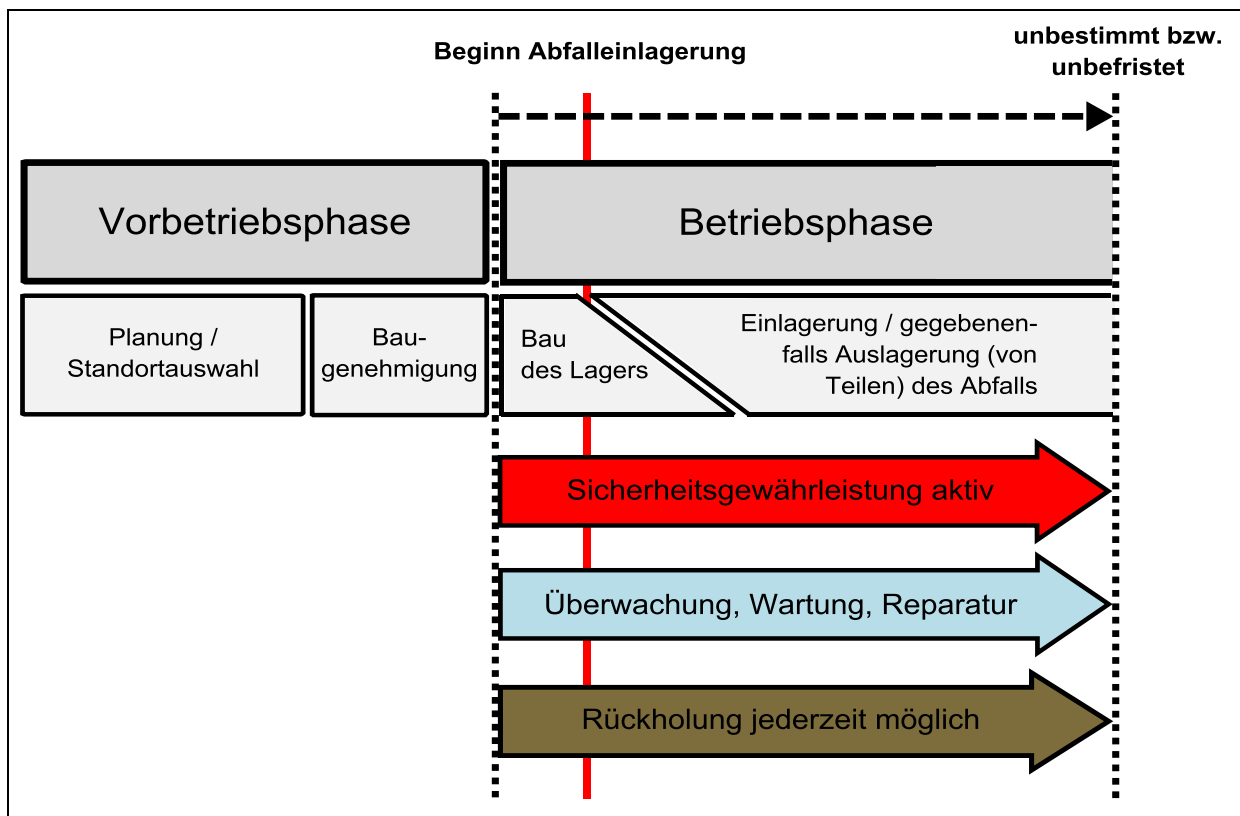 Beginn Abfalleinlagerung
unbestimmt bzw.
unbefristet
Vorbetriebsphase
Betriebsphase
Planung /
Standortauswahl
Bau-
genehmigung
Bau
des Lagers
Einlagerung / gegebenen-
falls Auslagerung (von
Teilen) des Abfalls
Sicherheitsgewährleistung aktiv
Überwachung, Wartung, Reparatur
Rückholung jederzeit möglich